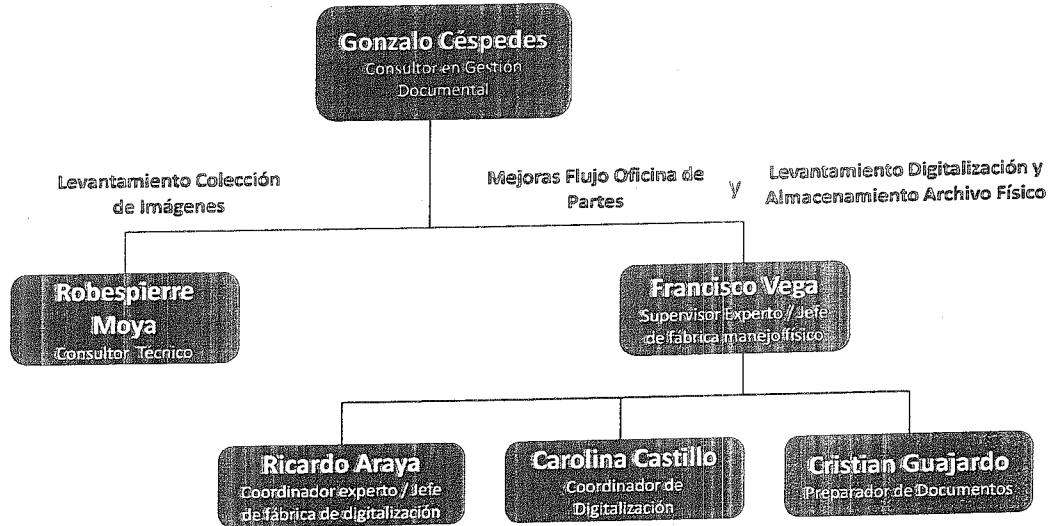 Gonzalo Céspedes
Consultor en Gestión
Documental
Levantamiento Colección
de Imágenes
Mejoras Flujo Oficina de
Partes
y
Levantamiento Digitalización y
Almacenamiento Archivo Físico
Robespierre
Moya
Consultor Técnico
Francisco Vega
Supervisor Experto / Jefe
de fábrica manejo físico
Ricardo Araya
Coordinador experto / Jefe
de fábrica de digitalización
Carolina Castillo
Coordinador de
Digitalización
Cristian Guajardo
Preparador de Documentos